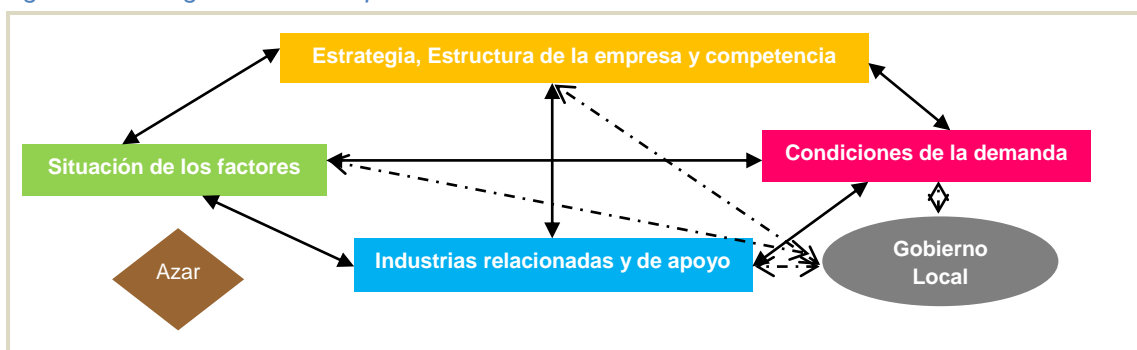 Estrategia, Estructura de la empresa y competencia
Situación de los factores
Condiciones de la demanda
Azar
Industrias relacionadas y de apoyo
Gobierno
Local